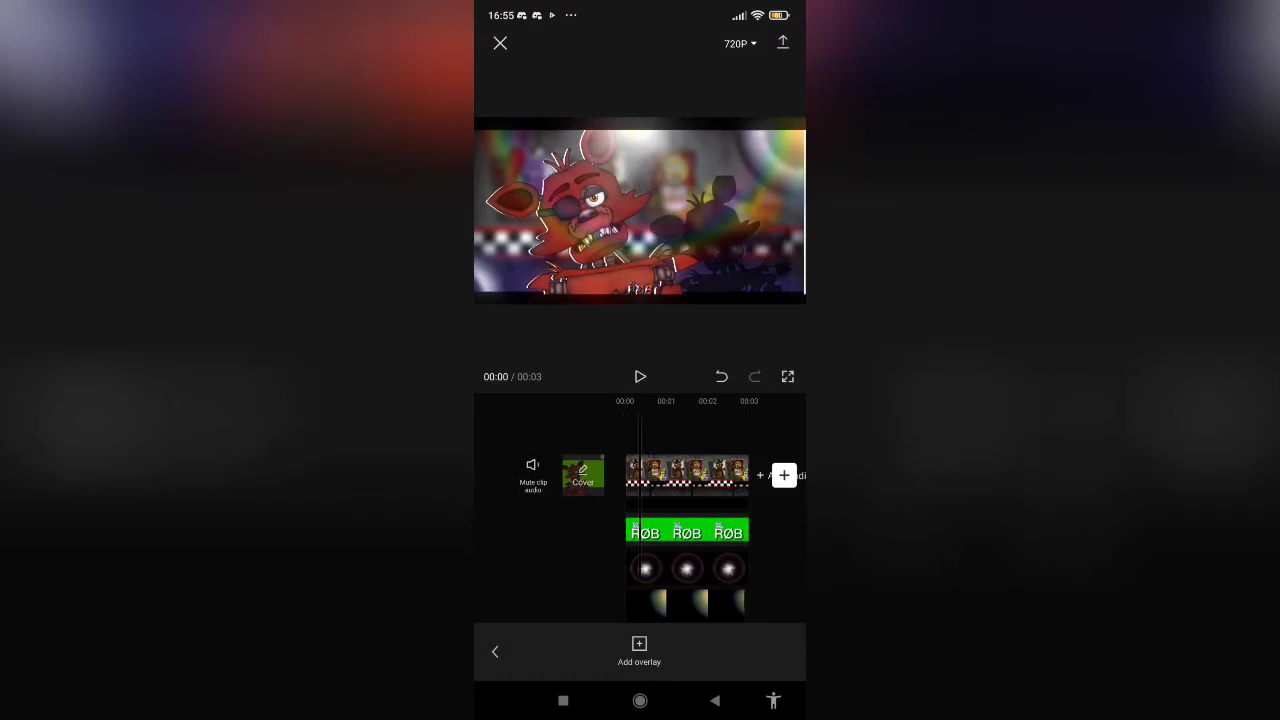 16:55
720P
00:00 / 00:03
00:00 00:01 00:02 00:03
Mute clip audio
Cover
RØB RØB RØB
Add overlay